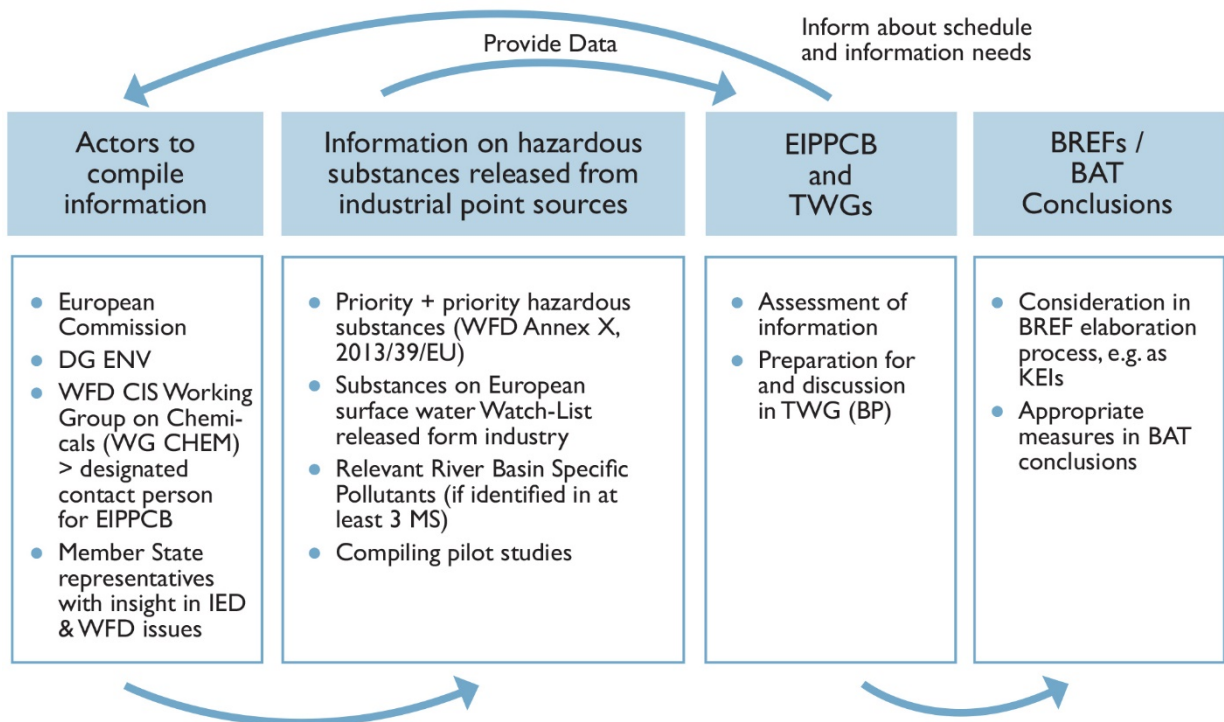 Inform about schedule
and information needs
Provide Data
Actors to
compile
information
Information on hazardous
substances released from
industrial point sources
EIPPCB
and
TWGs
BREFs /
BAT
Conclusions
European
Commission
DG ENV
WFD CIS Working
Group on Chemi-
cals (WG CHEM)
> designated
contact person
for EIPPCB
Member State
representatives
with insight in IED
& WFD issues
Priority + priority hazardous
substances (WFD Annex X,
2013/39/EU)
Substances on European
surface water Watch-List
released form industry
Relevant River Basin Specific
Pollutants (if identified in at
least 3 MS)
Compiling pilot studies
Assessment of
information
Preparation for
and discussion
in TWG (BP)
Consideration in
BREF elaboration
process, e.g. as
KEIs
Appropriate
measures in BAT
conclusions